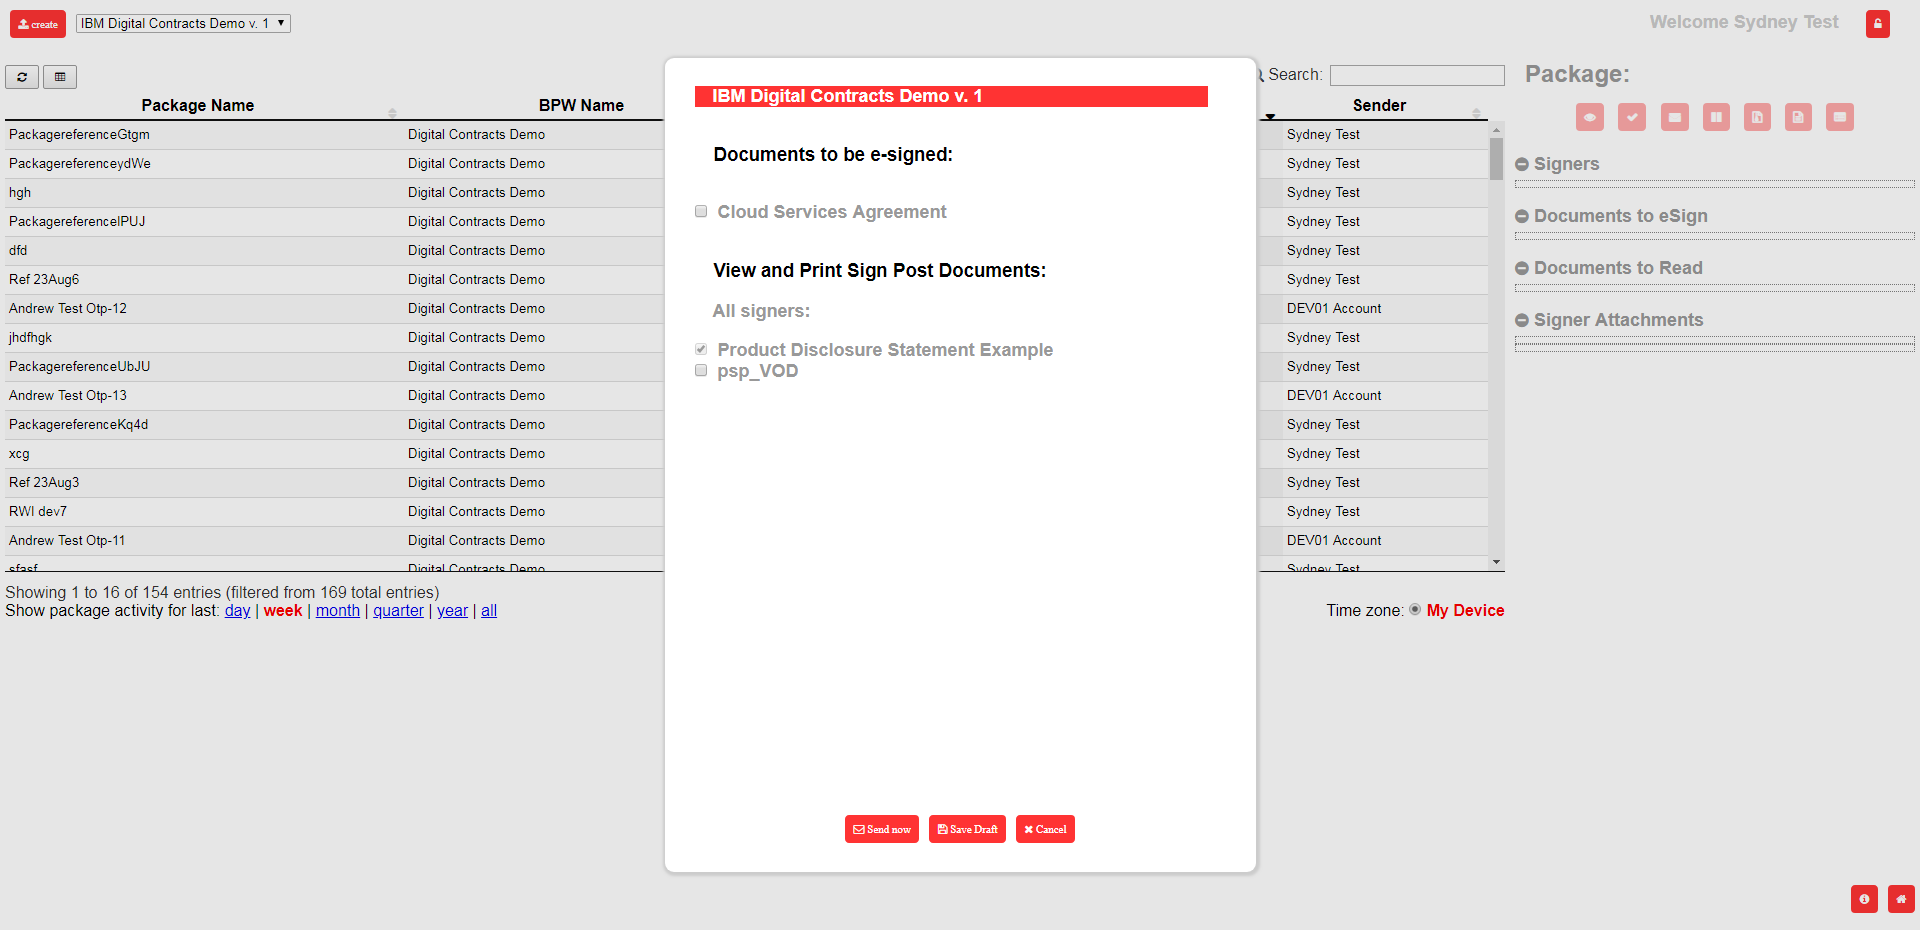 create
IBM Digital Contracts Demo v. 1
Welcome Sydney Test
Search:
Package Name
BPW Name
Sender
PackagereferenceGtgm Digital Contracts Demo Sydney Test
PackagereferenceydWe Digital Contracts Demo Sydney Test
hgh Digital Contracts Demo Sydney Test
PackagereferenceIPUJ Digital Contracts Demo Sydney Test
dfd Digital Contracts Demo Sydney Test
Ref 23Aug6 Digital Contracts Demo Sydney Test
Andrew Test Otp-12 Digital Contracts Demo DEV01 Account
jhdfhgk Digital Contracts Demo Sydney Test
PackagereferenceUbJU Digital Contracts Demo Sydney Test
Andrew Test Otp-13 Digital Contracts Demo DEV01 Account
PackagereferenceKq4d Digital Contracts Demo Sydney Test
xcg Digital Contracts Demo Sydney Test
Ref 23Aug3 Digital Contracts Demo Sydney Test
RWI dev7 Digital Contracts Demo Sydney Test
Andrew Test Otp-11 Digital Contracts Demo DEV01 Account
sfasf Digital Contracts Demo Sydney Test
Showing 1 to 16 of 154 entries (filtered from 169 total entries)
Show package activity for last: day | week | month | quarter | year | all
Time zone: My Device
IBM Digital Contracts Demo v. 1
Documents to be e-signed:
Cloud Services Agreement
View and Print Sign Post Documents:
All signers:
Product Disclosure Statement Example
psp_VOD
Send now
Save Draft
Cancel
Package:
Signers
Documents to eSign
Documents to Read
Signer Attachments